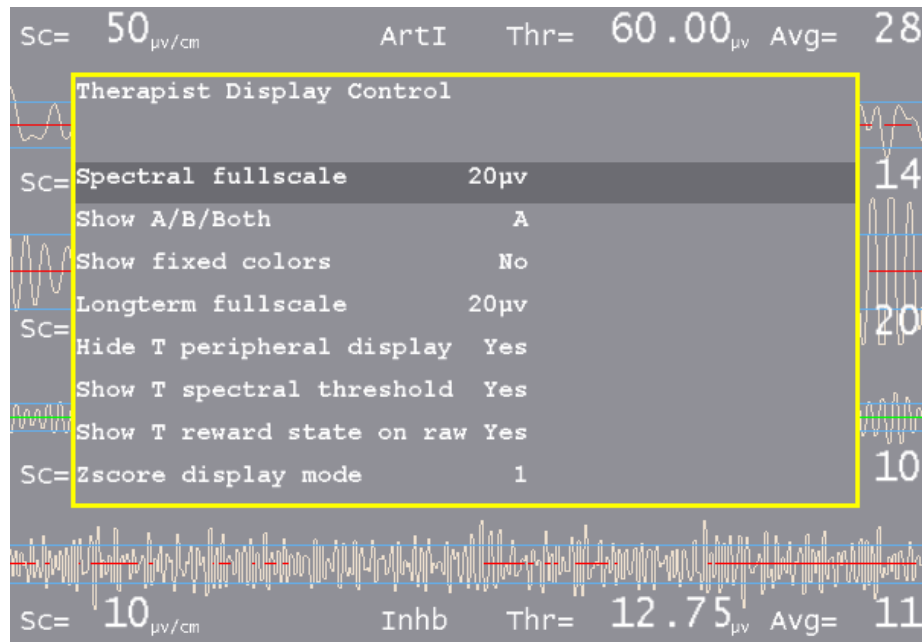 Sc= 50μv/cm ArtI Thr= 60.00μv Avg= 28
Therapist Display Control
Sc= Spectral fullscale 20μv 14
Show A/B/Both A
Show fixed colors No
Longterm fullscale 20μv
Sc= 20
Hide T peripheral display Yes
Show T spectral threshold Yes
Show T reward state on raw Yes
Sc= Zscore display mode 1 10
Sc= 10μv/cm Inhb Thr= 12.75μv Avg= 11